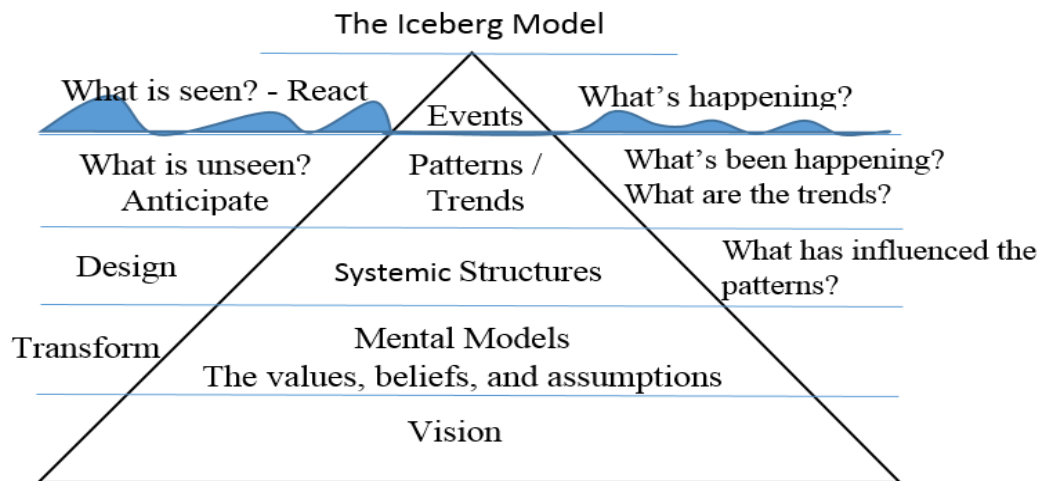 The Iceberg Model
What is seen? - React
Events
What's happening?
What is unseen?
Anticipate
Patterns /
Trends
What's been happening?
What are the trends?
Design
Systemic Structures
What has influenced the
patterns?
Transform
Mental Models
The values, beliefs, and assumptions
Vision